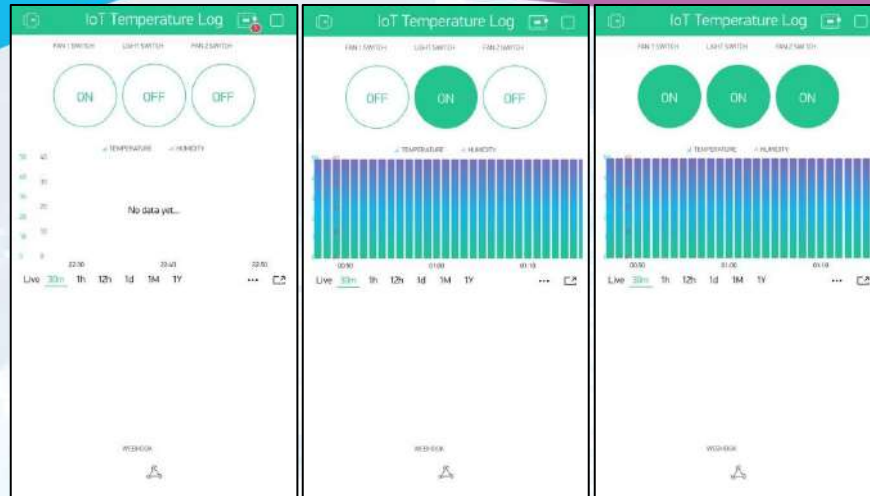 IoT Temperature Log
FAN 1 SWITCH LIGHT SWITCH FAN 2 SWITCH
ON OFF OFF
TEMPERATURE HUMIDITY
No data yet...
22:30 22:40 22:50
Live 30m 1h 12h 1d 1M 1Y ...
WEBHOOK
IoT Temperature Log
FAN 1 SWITCH LIGHT SWITCH FAN 2 SWITCH
OFF ON OFF
TEMPERATURE HUMIDITY
00:50 01:00 01:10
Live 30m 1h 12h 1d 1M 1Y ...
WEBHOOK
IoT Temperature Log
FAN 1 SWITCH LIGHT SWITCH FAN 2 SWITCH
ON ON ON
TEMPERATURE HUMIDITY
00:50 01:00 01:10
Live 30m 1h 12h 1d 1M 1Y ...
WEBHOOK